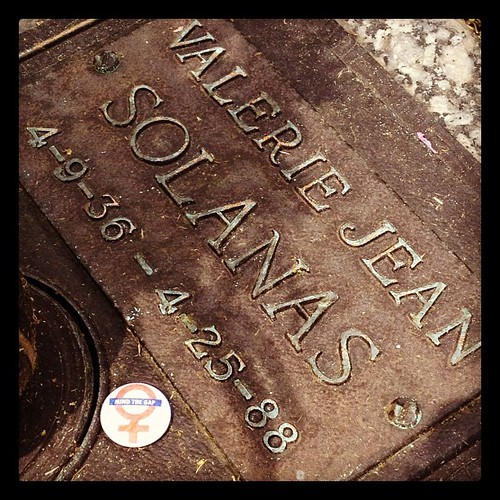 VALERIE JEAN
SOLANAS
4-9-36 - 4-25-88
MIND THE GAP